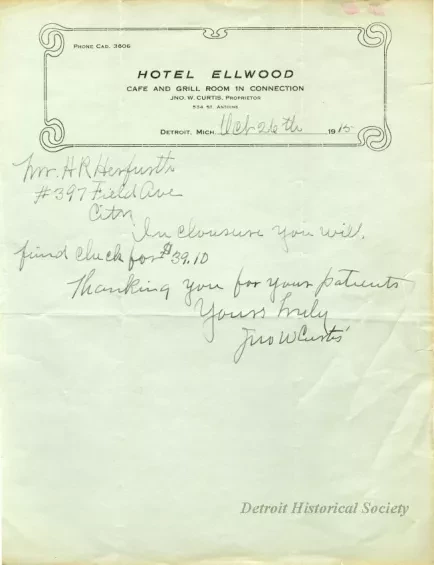 PHONE CAD. 3606
HOTEL ELLWOOD
CAFE AND GRILL ROOM IN CONNECTION
JNO. W. CURTIS, PROPRIETOR
534 ST. ANTOINE
DETROIT, MICH. Oct 26th 1915
Mr. H R Herfurth
#397 Field Ave
City
In closure you will
find check for $39.10
Thanking you for your patients
Yours truly
Jno W Curtis
Detroit Historical Society